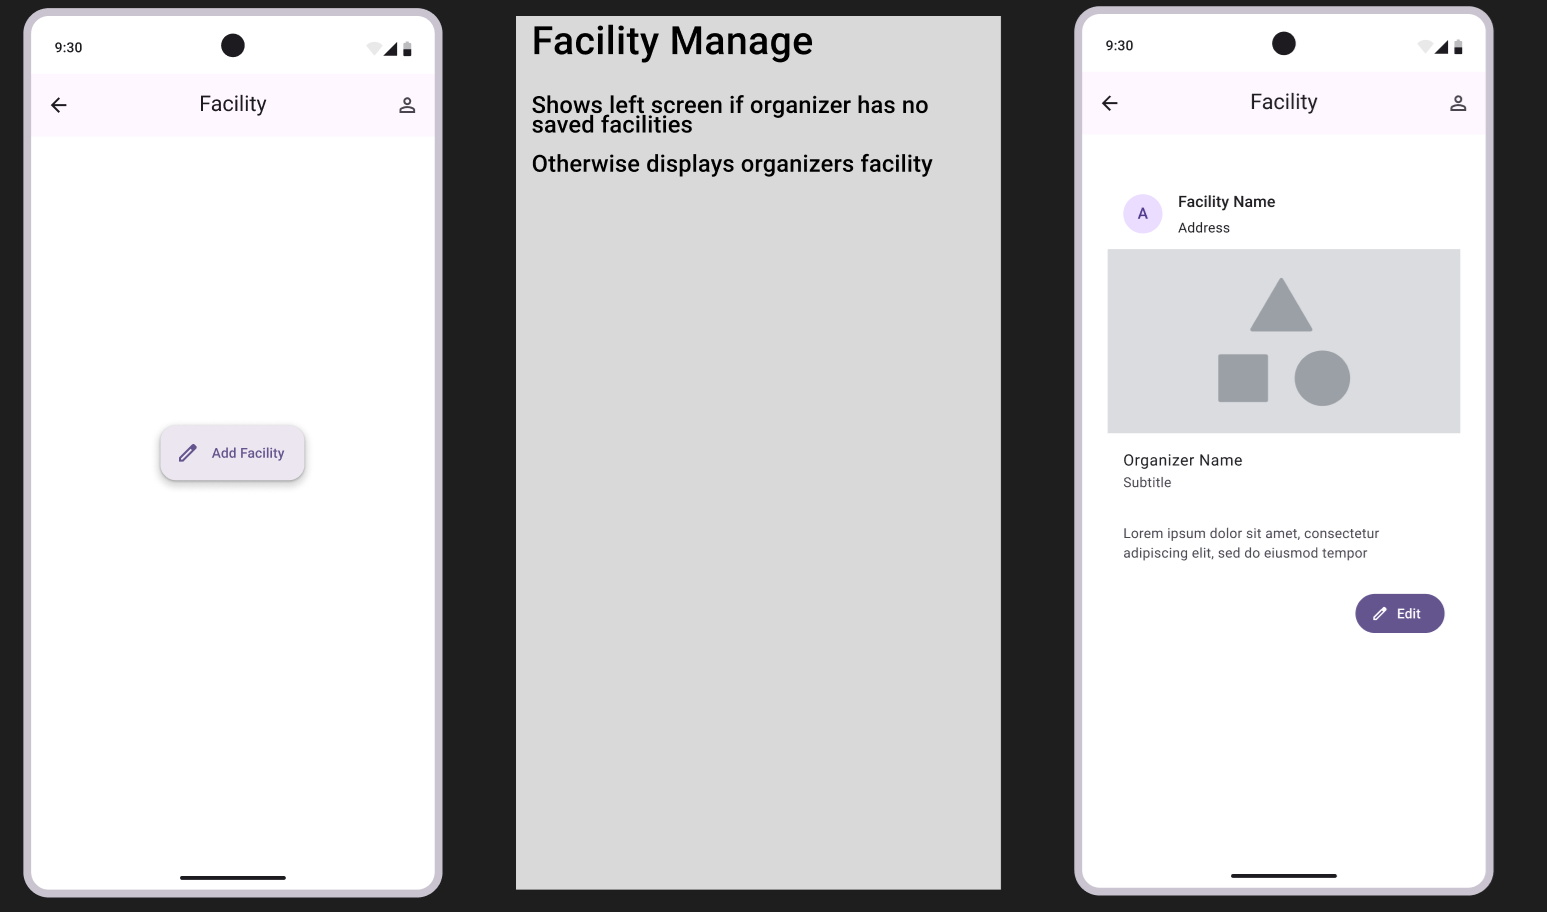 9:30
Facility
Add Facility
Facility Manage
Shows left screen if organizer has no
saved facilities
Otherwise displays organizers facility
9:30
Facility
A
Facility Name
Address
Organizer Name
Subtitle
Lorem ipsum dolor sit amet, consectetur
adipiscing elit, sed do eiusmod tempor
Edit